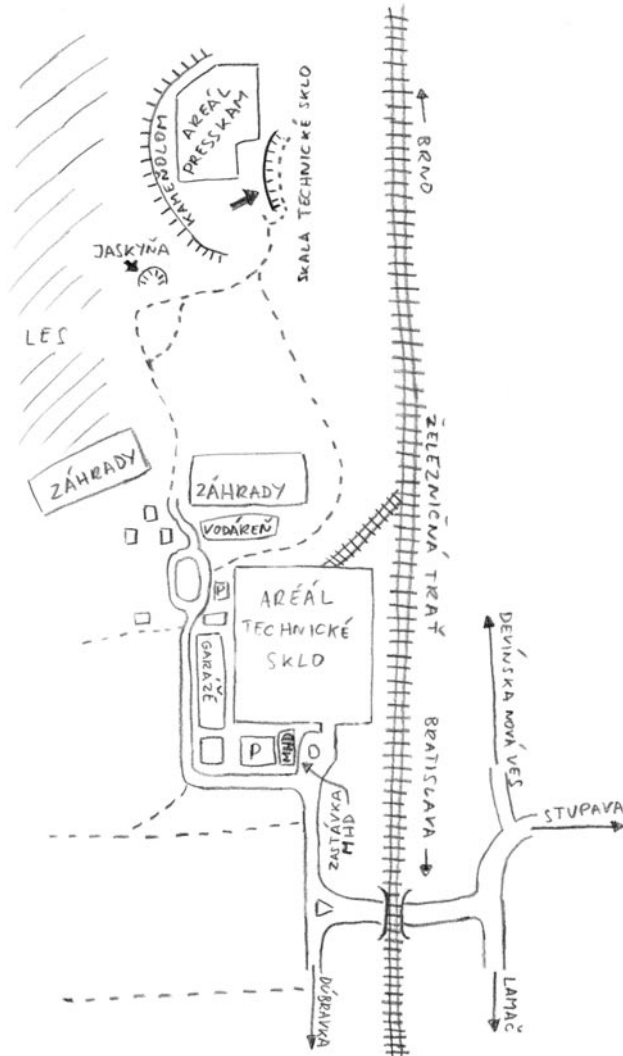 AREÁL
PRESSKAM
KAMEŇOLOM
SKALA TECHNICKÉ SKLO
BRNO
JASKYŇA
LES
ZÁHRADY
ZÁHRADY
VODÁREŇ
ŽELEZNIČNÁ TRAŤ
P
ARÉÁL
TECHNICKÉ
SKLO
GARÁŽE
DEVÍNSKA NOVÁ VES
BRATISLAVA
P
MHD
ZASTÁVKA
MHD
STUPAVA
DÚBRAVKA
LAMAČ